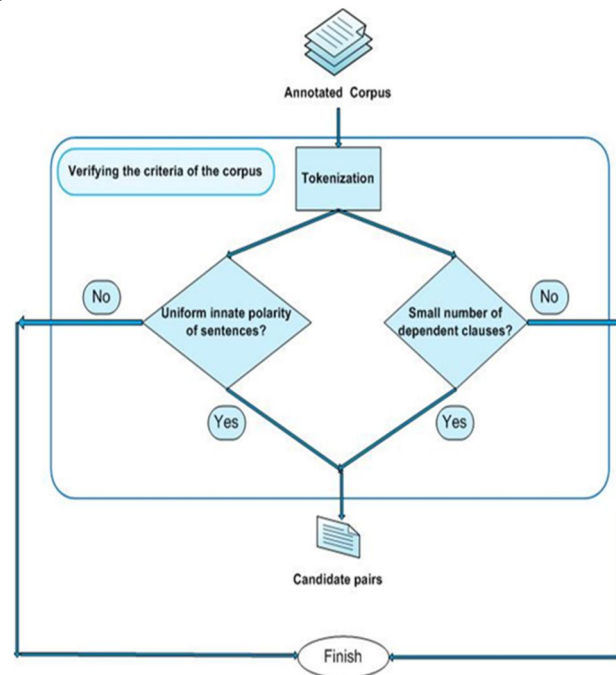 Annotated Corpus
Verifying the criteria of the corpus
Tokenization
No
Uniform innate polarity
of sentences?
Small number of
dependent clauses?
No
Yes
Yes
Candidate pairs
Finish